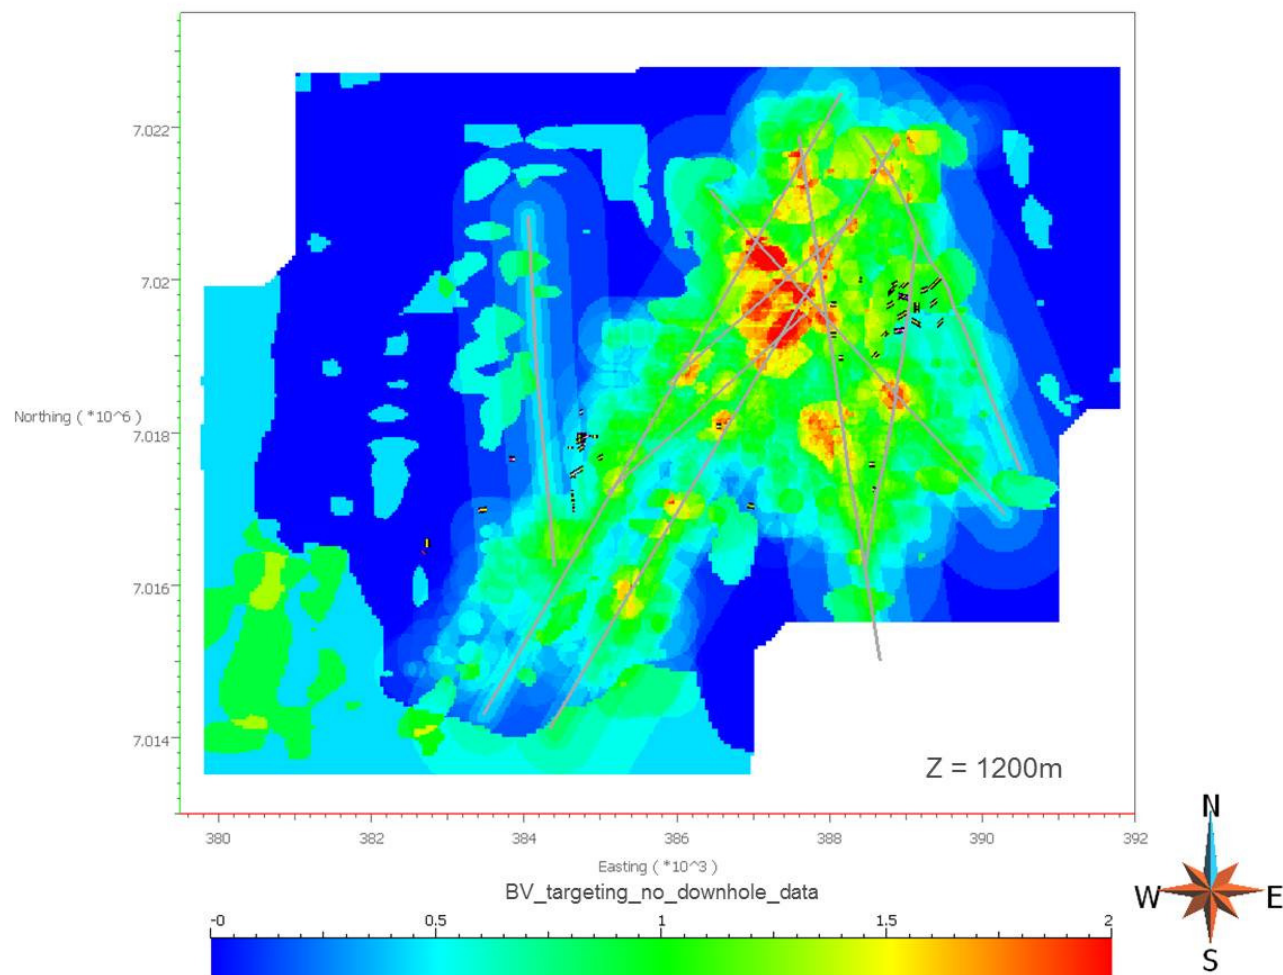 7.022
7.02
Northing ( *10^6)
7.018
7.016
7.014
Z = 1200m
380
382
384
386
388
390
392
Easting ( *10^3)
BV_targeting_no_downhole_data
-0
0.5
1
1.5
2
N
W
E
S